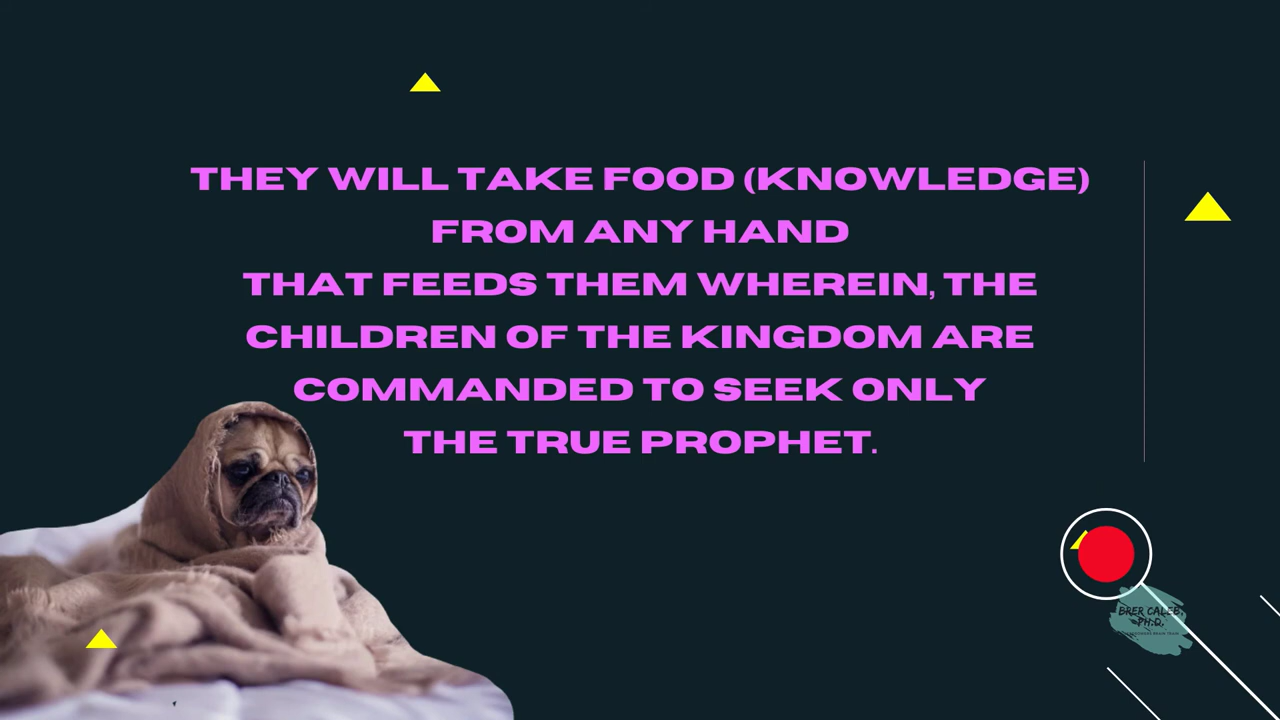 THEY WILL TAKE FOOD (KNOWLEDGE)
FROM ANY HAND
THAT FEEDS THEM WHEREIN, THE
CHILDREN OF THE KINGDOM ARE
COMMANDED TO SEEK ONLY
THE TRUE PROPHET.
BRER CALEB,
PH.D.